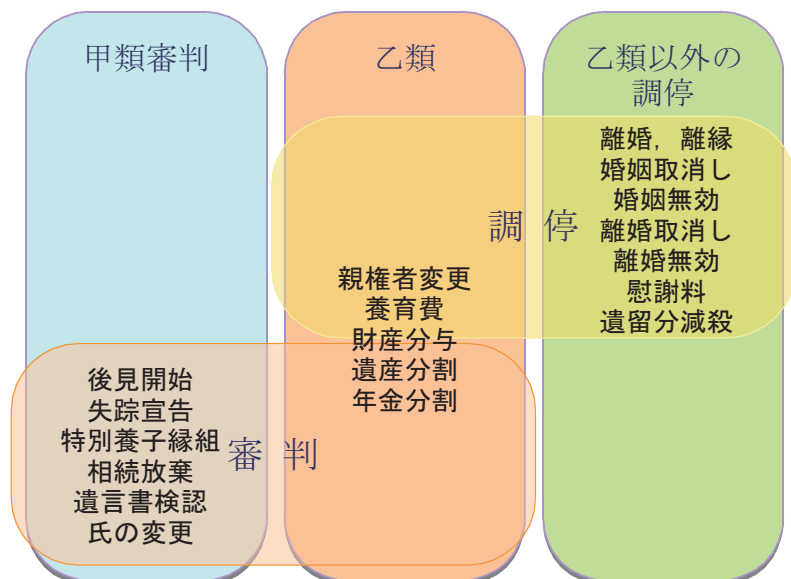 甲類審判
乙類
乙類以外の
調停
離婚，離縁
婚姻取消し
婚姻無効
離婚取消し
離婚無効
慰謝料
遺留分減殺
調停
親権者変更
養育費
財産分与
遺産分割
年金分割
後見開始
失踪宣告
特別養子縁組
相続放棄
遺言書検認
氏の変更
審判